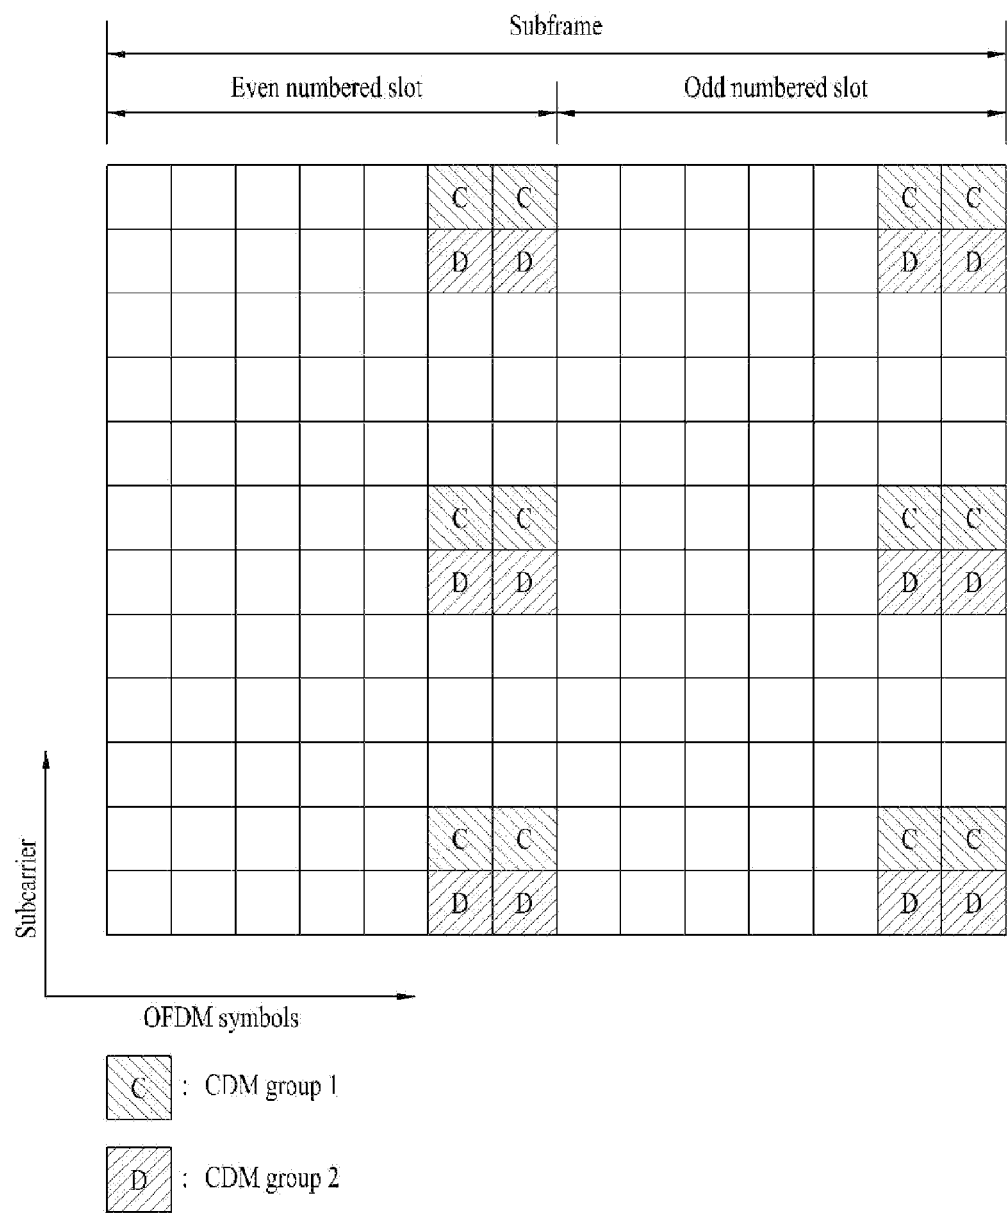 Subframe
Even numbered slot
Odd numbered slot
C C C C
D D D D
C C C C
D D D D
C C C C
D D D D
Subcarrier
OFDM symbols
C : CDM group 1
D : CDM group 2